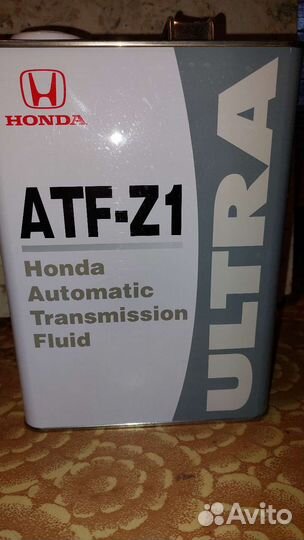 HONDA
ATF-Z1
Honda
Automatic
Transmission
Fluid
ULTRA
Avito